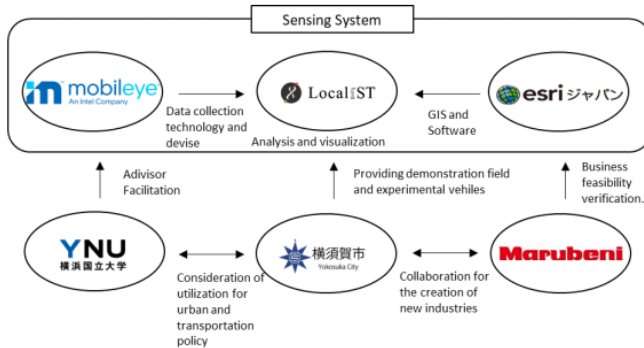 Sensing System
mobileye
An Intel Company
LocaliST
esri ジャパン
Data collection
technology and
devise
Analysis and visualization
GIS and
Software
Adivisor
Facilitation
Providing demonstration field
and experimental vehiles
Business
feasibility
verification.
YNU
横浜国立大学
横須賀市
Yokosuka City
Marubeni
Consideration of
utilization for
urban and
transportation
policy
Collaboration for
the creation of
new industries